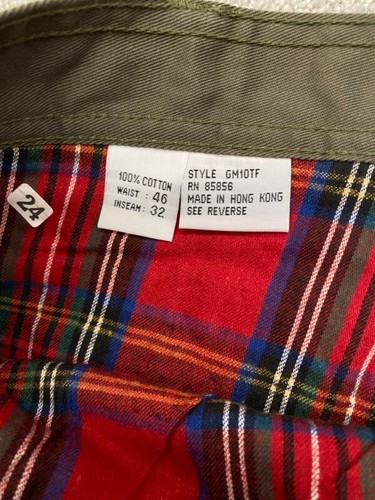 100% COTTON
WAIST : 46
INSEAM: 32
STYLE GM10TF
RN 85856
MADE IN HONG KONG
SEE REVERSE
24